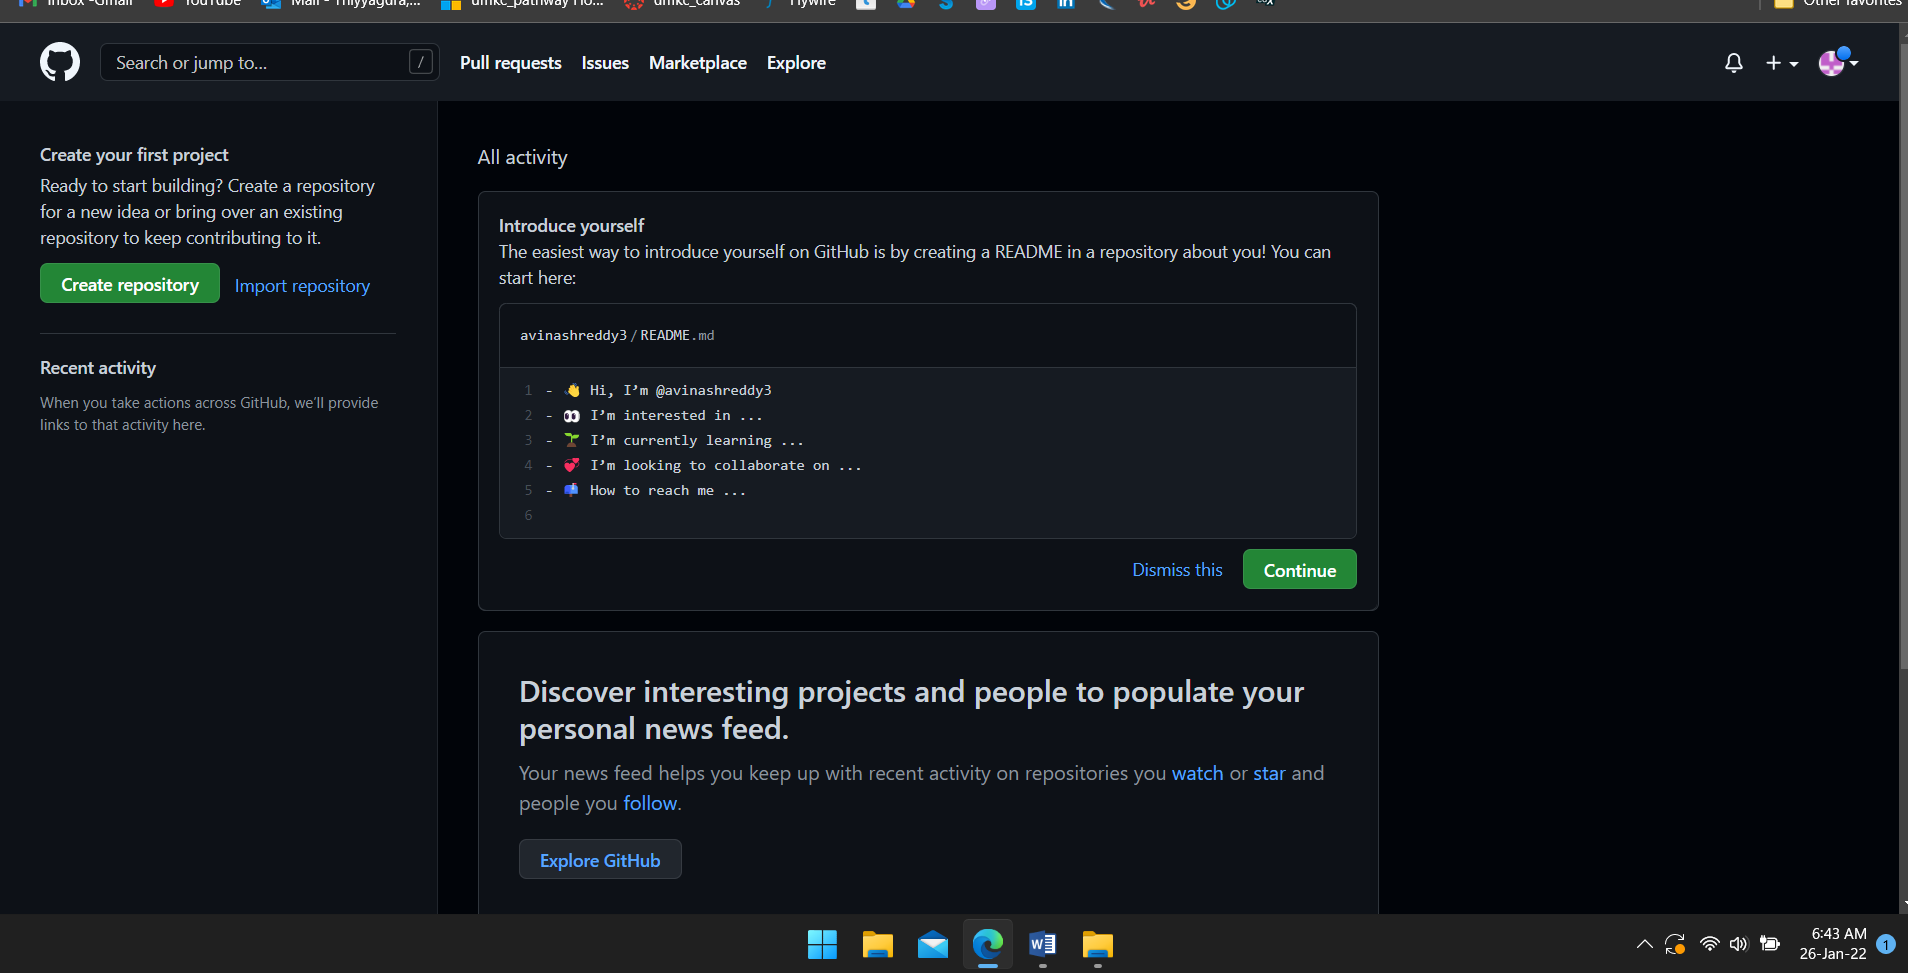 Inbox -Gmail YouTube Mail - Thiyyagura,... umkc_pathway Ho... umkc_canvas Flywire Other favorites
Search or jump to... /
Pull requests Issues Marketplace Explore
Create your first project
Ready to start building? Create a repository
for a new idea or bring over an existing
repository to keep contributing to it.
Create repository Import repository
Recent activity
When you take actions across GitHub, we’ll provide
links to that activity here.
All activity
Introduce yourself
The easiest way to introduce yourself on GitHub is by creating a README in a repository about you! You can
start here:
avinashreddy3/README.md
1 - 👋 Hi, I’m @avinashreddy3
2 - 👀 I’m interested in ...
3 - 🌱 I’m currently learning ...
4 - 💞️ I’m looking to collaborate on ...
5 - 📫 How to reach me ...
6
Dismiss this Continue
Discover interesting projects and people to populate your
personal news feed.
Your news feed helps you keep up with recent activity on repositories you watch or star and
people you follow.
Explore GitHub
6:43 AM
26-Jan-22
1